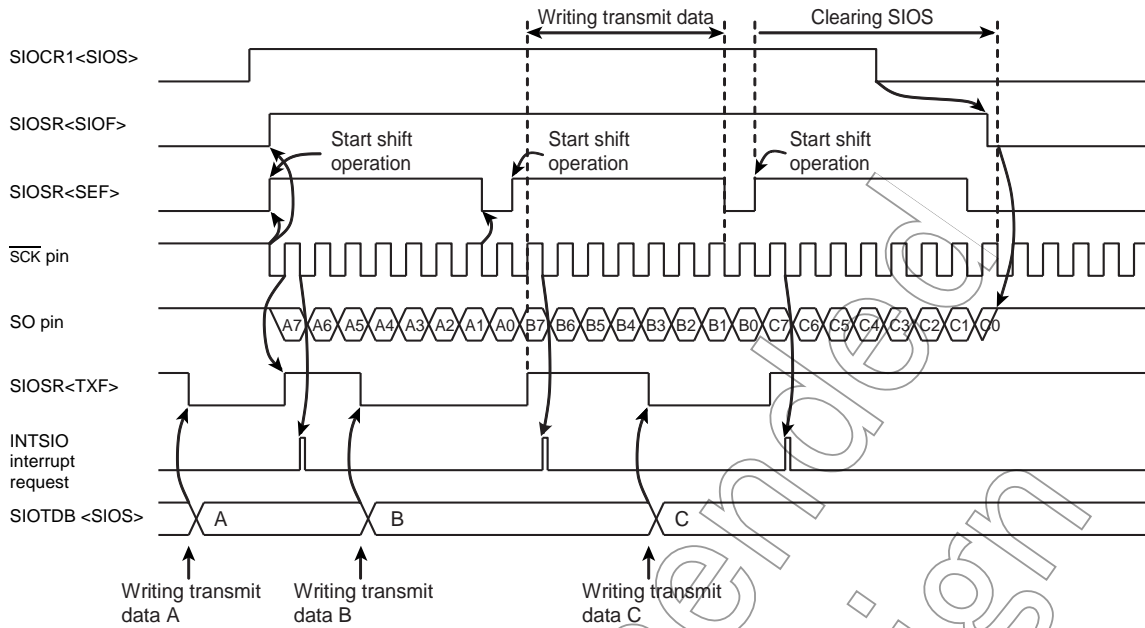 Writing transmit data
Clearing SIOS
SIOCR1<SIOS>
SIOSR<SIOF>
Start shift
operation
Start shift
operation
Start shift
operation
SIOSR<SEF>
SCK pin
SO pin
A7 A6 A5 A4 A3 A2 A1 A0 B7 B6 B5 B4 B3 B2 B1 B0 C7 C6 C5 C4 C3 C2 C1 C0
SIOSR<TXF>
INTSIO
interrupt
request
SIOTDB <SIOS>
A
B
C
Writing transmit
data A
Writing transmit
data B
Writing transmit
data C